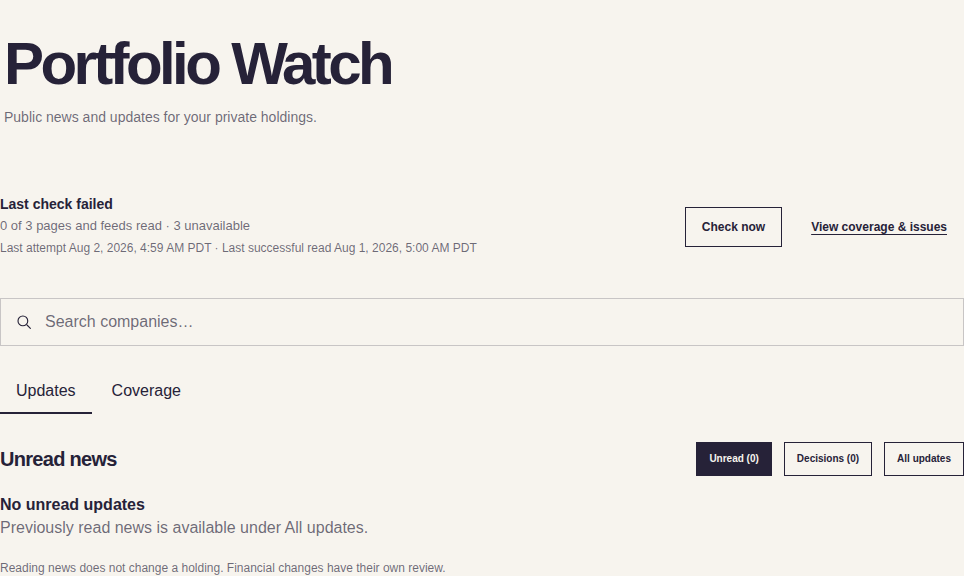 Portfolio Watch
Public news and updates for your private holdings.
Last check failed
0 of 3 pages and feeds read · 3 unavailable
Last attempt Aug 2, 2026, 4:59 AM PDT · Last successful read Aug 1, 2026, 5:00 AM PDT
Check now
View coverage & issues
Search companies…
Updates
Coverage
Unread news
Unread (0)
Decisions (0)
All updates
No unread updates
Previously read news is available under All updates.
Reading news does not change a holding. Financial changes have their own review.